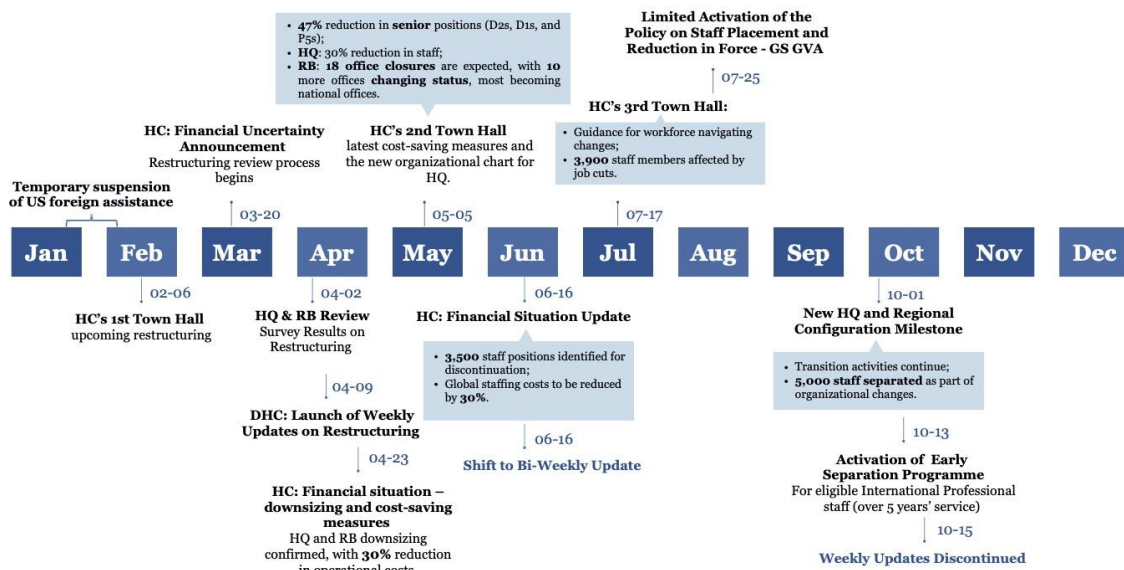 • 47% reduction in senior positions (D2s, D1s, and
P5s);
• HQ: 30% reduction in staff;
• RB: 18 office closures are expected, with 10
more offices changing status, most becoming
national offices.
Limited Activation of the
Policy on Staff Placement and
Reduction in Force - GS GVA
07-25
HC: Financial Uncertainty
Announcement
Restructuring review process
begins
HC's 2nd Town Hall
latest cost-saving measures and
the new organizational chart for
HQ.
HC's 3rd Town Hall:
• Guidance for workforce navigating
changes;
• 3,900 staff members affected by
job cuts.
Temporary suspension
of US foreign assistance
03-20
05-05
07-17
Jan
Feb
Mar
Apr
May
Jun
Jul
Aug
Sep
Oct
Nov
Dec
02-06
HC's 1st Town Hall
upcoming restructuring
04-02
HQ & RB Review
Survey Results on
Restructuring
04-09
DHC: Launch of Weekly
Updates on Restructuring
04-23
HC: Financial situation –
downsizing and cost-saving
measures
HQ and RB downsizing
confirmed, with 30% reduction
in operational costs
06-16
HC: Financial Situation Update
• 3,500 staff positions identified for
discontinuation;
• Global staffing costs to be reduced
by 30%.
06-16
Shift to Bi-Weekly Update
10-01
New HQ and Regional
Configuration Milestone
• Transition activities continue;
• 5,000 staff separated as part of
organizational changes.
10-13
Activation of Early
Separation Programme
For eligible International Professional
staff (over 5 years' service)
10-15
Weekly Updates Discontinued